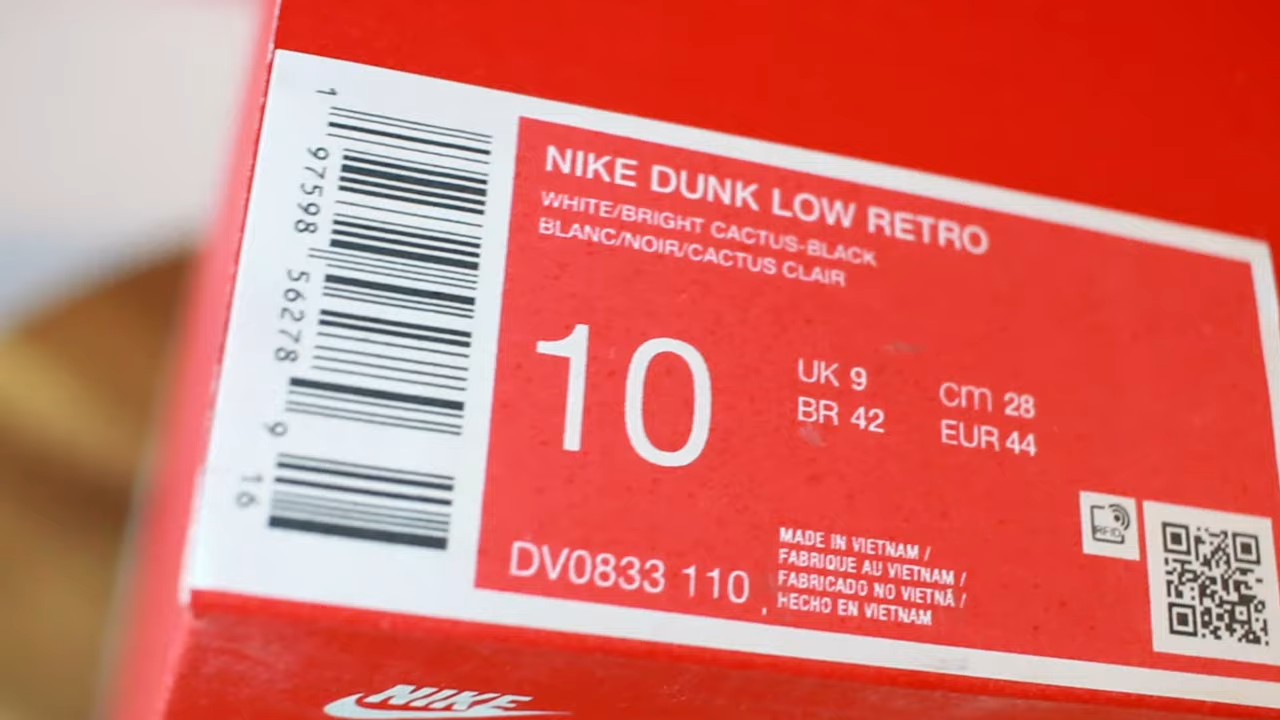 1 97598 56278 9
16
NIKE DUNK LOW RETRO
WHITE/BRIGHT CACTUS-BLACK
BLANC/NOIR/CACTUS CLAIR
10
UK 9
BR 42
cm 28
EUR 44
DV0833 110
MADE IN VIETNAM /
FABRIQUE AU VIETNAM /
FABRICADO NO VIETNÃ /
HECHO EN VIETNAM
RFID
NIKE